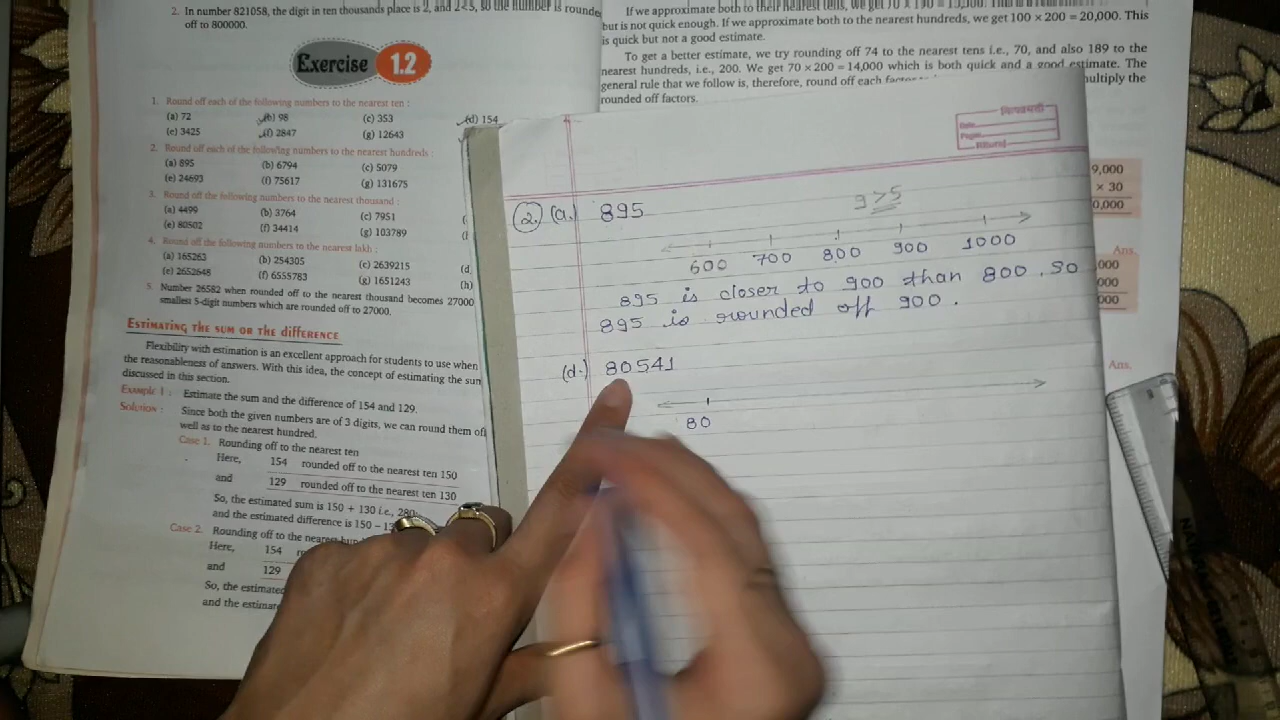 2. In number 821058, the digit in ten thousands place is 2, and 2 < 5, so the number is rounde
off to 800000.
Exercise 1.2
1. Round off each of the following numbers to the nearest ten :
(a) 72 (b) 98 (c) 353 (d) 154
(e) 3425 (f) 2847 (g) 12643
2. Round off each of the following numbers to the nearest hundreds :
(a) 895 (b) 6794 (c) 5079
(e) 24693 (f) 75617 (g) 131675
3. Round off the following numbers to the nearest thousand :
(a) 4499 (b) 3764 (c) 7951
(e) 80502 (f) 34414 (g) 103789
4. Round off the following numbers to the nearest lakh :
(a) 165263 (b) 254305 (c) 2639215 (d)
(e) 2652648 (f) 6555783 (g) 1651243 (h)
5. Number 26582 when rounded off to the nearest thousand becomes 27000
smallest 5-digit numbers which are rounded off to 27000.
ESTIMATING THE SUM OR THE DIFFERENCE
Flexibility with estimation is an excellent approach for students to use when
the reasonableness of answers. With this idea, the concept of estimating the sum
discussed in this section.
Example 1 : Estimate the sum and the difference of 154 and 129.
Solution : Since both the given numbers are of 3 digits, we can round them of
well as to the nearest hundred.
Case 1. Rounding off to the nearest ten
Here, 154 rounded off to the nearest ten 150
and 129 rounded off to the nearest ten 130
So, the estimated sum is 150 + 130 i.e., 280
and the estimated difference is 150 – 13
Case 2. Rounding off to the nearest
Here, 154
and 129
So, the estimated
and the estimat
If we approximate both to their nearest tens, we get
but is not quick enough. If we approximate both to the nearest hundreds, we get 100 × 200 = 20,000. This
is quick but not a good estimate.
To get a better estimate, we try rounding off 74 to the nearest tens i.e., 70, and also 189 to the
nearest hundreds, i.e., 200. We get 70 × 200 = 14,000 which is both quick and a good estimate. The
general rule that we follow is, therefore, round off each multiply the
rounded off factors.
9,000
× 30
0,000
Ans.
000
000
000
Ans.
2. (a.) 895
9 > 5
600 700 800 900 1000
895 is closer to 900 than 800. so
895 is rounded off 900.
(d.) 80541
80